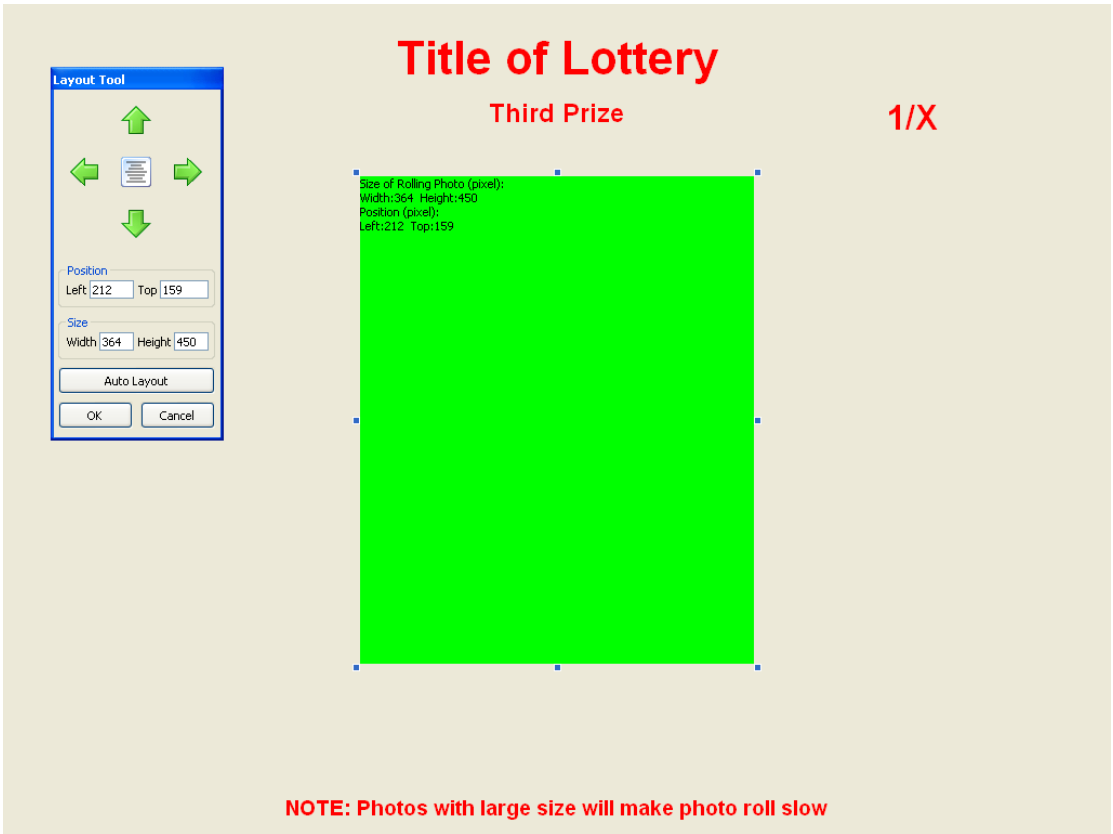 Title of Lottery
Third Prize
1/X
Layout Tool
Position
Left 212 Top 159
Size
Width 364 Height 450
Auto Layout
OK Cancel
Size of Rolling Photo (pixel):
Width:364 Height:450
Position (pixel):
Left:212 Top:159
NOTE: Photos with large size will make photo roll slow